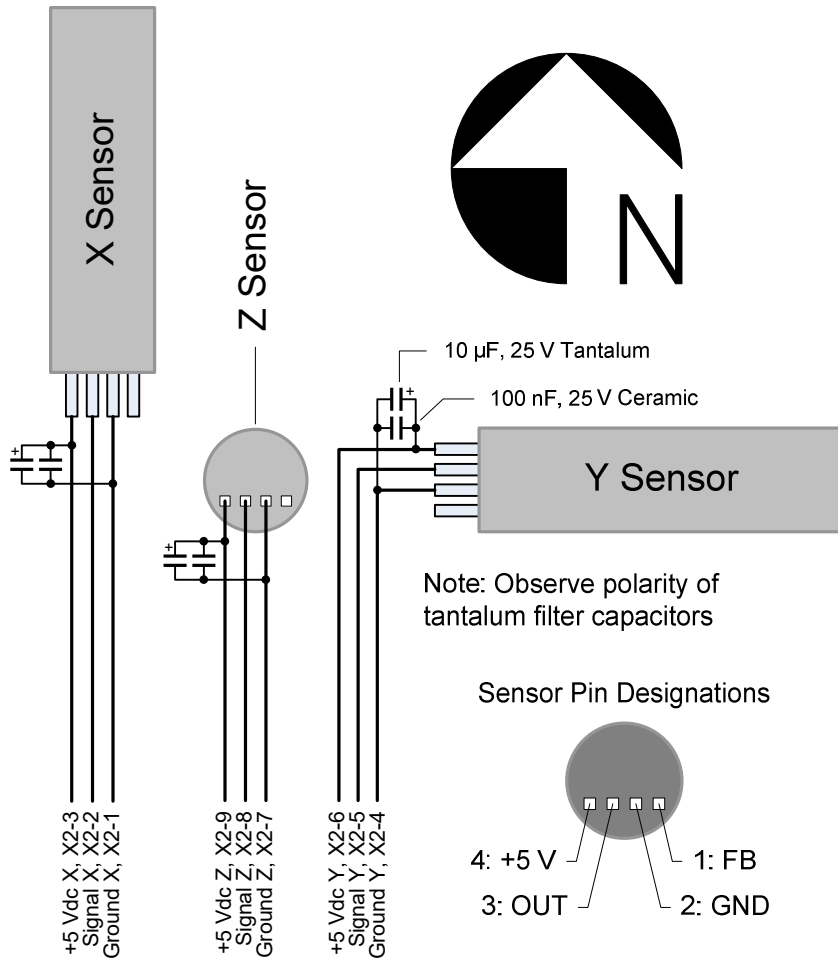 X Sensor
Z Sensor
N
10 µF, 25 V Tantalum
+
100 nF, 25 V Ceramic
Y Sensor
+
+
Note: Observe polarity of
tantalum filter capacitors
Sensor Pin Designations
4: +5 V
1: FB
3: OUT
2: GND
+5 Vdc X, X2-3
Signal X, X2-2
Ground X, X2-1
+5 Vdc Z, X2-9
Signal Z, X2-8
Ground Z, X2-7
+5 Vdc Y, X2-6
Signal Y, X2-5
Ground Y, X2-4